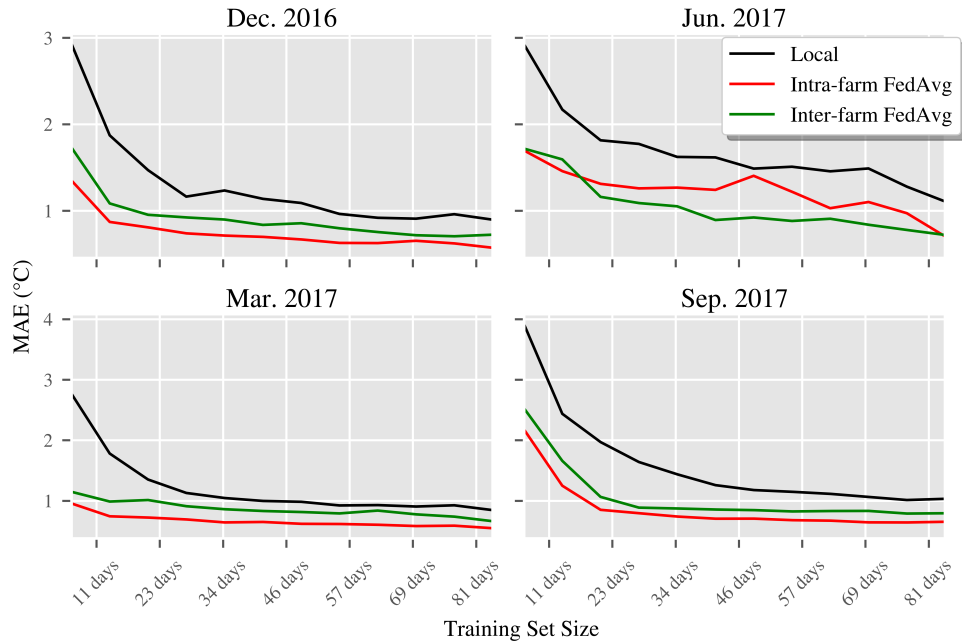 Dec. 2016
Jun. 2017
3
2
1
Local
Intra-farm FedAvg
Inter-farm FedAvg
MAE (°C)
Mar. 2017
Sep. 2017
4
3
2
1
11 days
23 days
34 days
46 days
57 days
69 days
81 days
11 days
23 days
34 days
46 days
57 days
69 days
81 days
Training Set Size